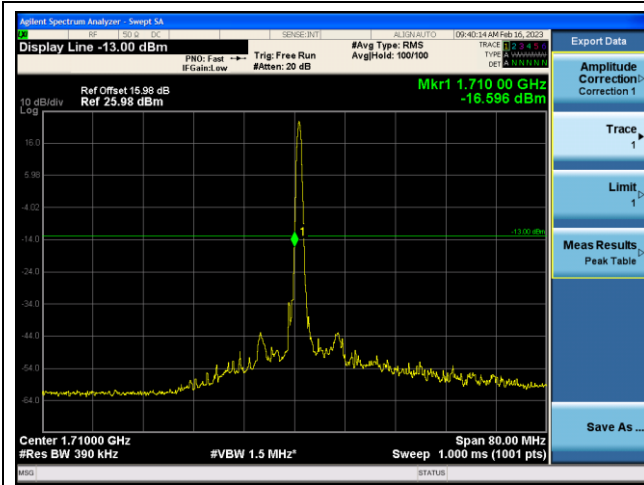 Agilent Spectrum Analyzer - Swept SA
RF 50 Ω DC SENSE:INT ALIGN AUTO 09:40:14 AM Feb 16, 2023
Display Line -13.00 dBm
PNO: Fast
IFGain:Low
Trig: Free Run
#Atten: 20 dB
#Avg Type: RMS
Avg|Hold: 100/100
TRACE 1 2 3 4 5 6
TYPE A
DET A N N N N N
Ref Offset 15.98 dB
Ref 25.98 dBm
10 dB/div
Log
Mkr1 1.710 00 GHz
-16.596 dBm
16.0
5.98
-4.02
-14.0
-24.0
-34.0
-44.0
-54.0
-64.0
1
-13.00 dBm
Center 1.71000 GHz
#Res BW 390 kHz
#VBW 1.5 MHz*
Span 80.00 MHz
Sweep 1.000 ms (1001 pts)
MSG
STATUS
Export Data
Amplitude
Correction
Correction 1
Trace
1
Limit
1
Meas Results
Peak Table
Save As ...